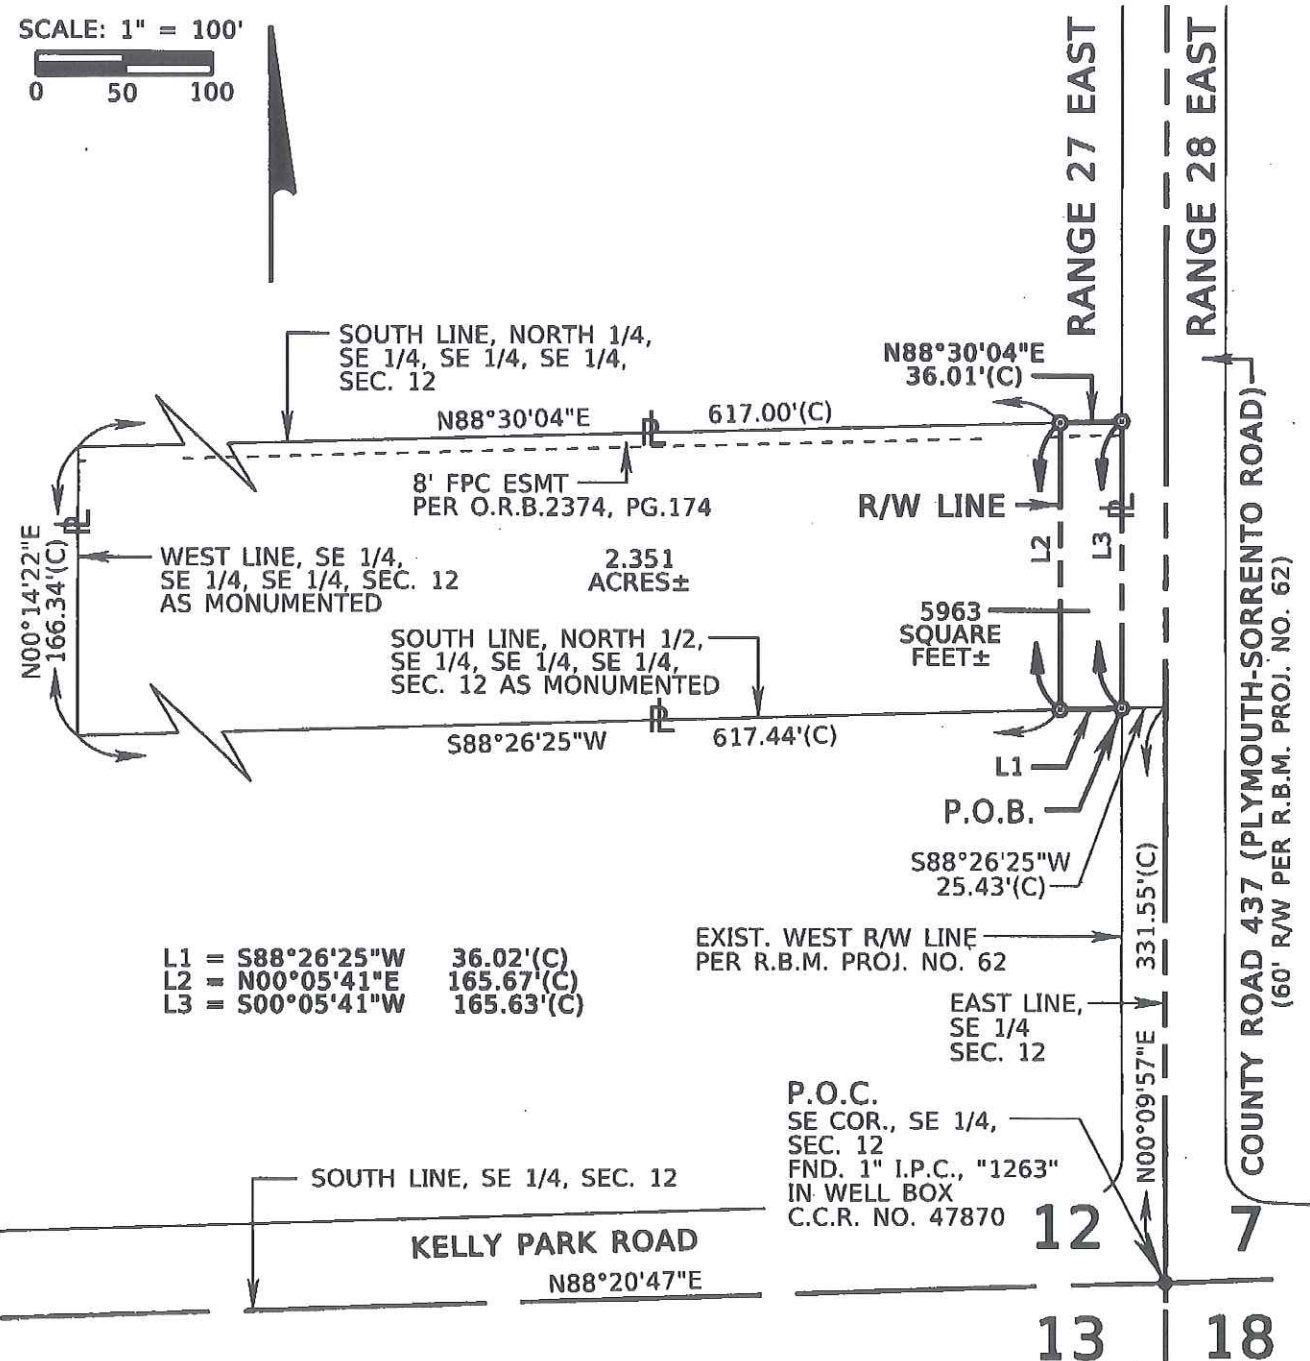 SCALE: 1" = 100'
0 50 100
RANGE 27 EAST
RANGE 28 EAST
SOUTH LINE, NORTH 1/4,
SE 1/4, SE 1/4, SE 1/4,
SEC. 12
N88°30'04"E
36.01'(C)
N88°30'04"E
617.00'(C)
PL
8' FPC ESMT
PER O.R.B.2374, PG.174
R/W LINE
PL
PL
L2
L3
N00°14'22"E
166.34'(C)
WEST LINE, SE 1/4,
SE 1/4, SE 1/4, SEC. 12
AS MONUMENTED
2.351
ACRES±
5963
SQUARE
FEET±
SOUTH LINE, NORTH 1/2,
SE 1/4, SE 1/4, SE 1/4,
SEC. 12 AS MONUMENTED
PL
S88°26'25"W
617.44'(C)
L1
P.O.B.
S88°26'25"W
25.43'(C)
COUNTY ROAD 437 (PLYMOUTH-SORRENTO ROAD)
(60' R/W PER R.B.M. PROJ. NO. 62)
L1 = S88°26'25"W 36.02'(C)
L2 = N00°05'41"E 165.67'(C)
L3 = S00°05'41"W 165.63'(C)
EXIST. WEST R/W LINE
PER R.B.M. PROJ. NO. 62
N00°09'57"E 331.55'(C)
EAST LINE,
SE 1/4
SEC. 12
P.O.C.
SE COR., SE 1/4,
SEC. 12
FND. 1" I.P.C., "1263"
IN WELL BOX
C.C.R. NO. 47870
SOUTH LINE, SE 1/4, SEC. 12
KELLY PARK ROAD
N88°20'47"E
12 7
13 18